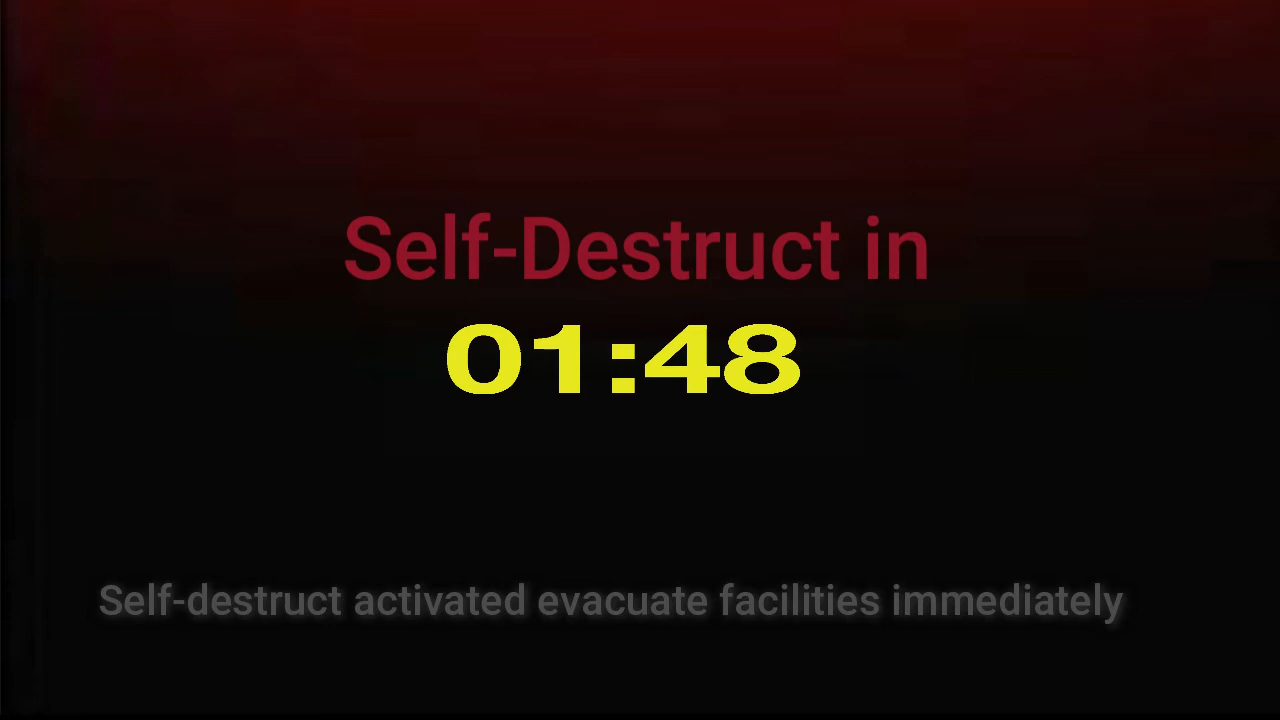 Self-Destruct in
01:48
Self-destruct activated evacuate facilities immediately